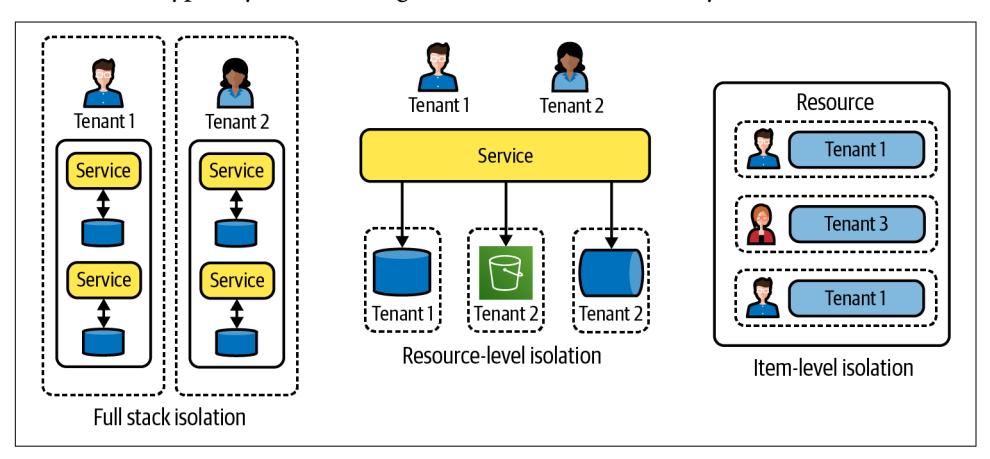 Tenant 1
Tenant 2
Service
Service
Service
Service
Full stack isolation
Tenant 1
Tenant 2
Service
Tenant 1
Tenant 2
Tenant 2
Resource-level isolation
Resource
Tenant 1
Tenant 3
Tenant 1
Item-level isolation